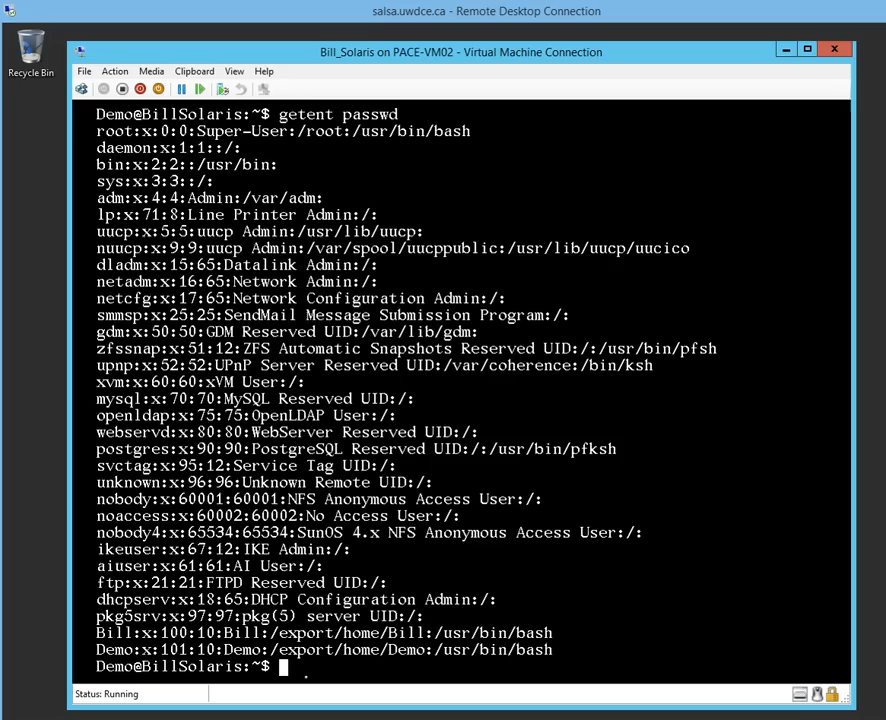 salsa.uwdce.ca - Remote Desktop Connection
Recycle Bin
Bill_Solaris on PACE-VM02 - Virtual Machine Connection
File Action Media Clipboard View Help
Demo@BillSolaris:~$ getent passwd
root:x:0:0:Super-User:/root:/usr/bin/bash
daemon:x:1:1::/:
bin:x:2:2::/usr/bin:
sys:x:3:3::/:
adm:x:4:4:Admin:/var/adm:
lp:x:71:8:Line Printer Admin:/:
uucp:x:5:5:uucp Admin:/usr/lib/uucp:
nuucp:x:9:9:uucp Admin:/var/spool/uucppublic:/usr/lib/uucp/uucico
dladm:x:15:65:Datalink Admin:/:
netadm:x:16:65:Network Admin:/:
netcfg:x:17:65:Network Configuration Admin:/:
smmsp:x:25:25:SendMail Message Submission Program:/:
gdm:x:50:50:GDM Reserved UID:/var/lib/gdm:
zfssnap:x:51:12:ZFS Automatic Snapshots Reserved UID:/:/usr/bin/pfsh
upnp:x:52:52:UPnP Server Reserved UID:/var/coherence:/bin/ksh
xvm:x:60:60:xVM User:/:
mysql:x:70:70:MySQL Reserved UID:/:
openldap:x:75:75:OpenLDAP User:/:
webservd:x:80:80:WebServer Reserved UID:/:
postgres:x:90:90:PostgreSQL Reserved UID:/:/usr/bin/pfksh
svctag:x:95:12:Service Tag UID:/:
unknown:x:96:96:Unknown Remote UID:/:
nobody:x:60001:60001:NFS Anonymous Access User:/:
noaccess:x:60002:60002:No Access User:/:
nobody4:x:65534:65534:SunOS 4.x NFS Anonymous Access User:/:
ikeuser:x:67:12:IKE Admin:/:
aiuser:x:61:61:AI User:/:
ftp:x:21:21:FTPD Reserved UID:/:
dhcpserv:x:18:65:DHCP Configuration Admin:/:
pkg5srv:x:97:97:pkg(5) server UID:/:
Bill:x:100:10:Bill:/export/home/Bill:/usr/bin/bash
Demo:x:101:10:Demo:/export/home/Demo:/usr/bin/bash
Demo@BillSolaris:~$
Status: Running